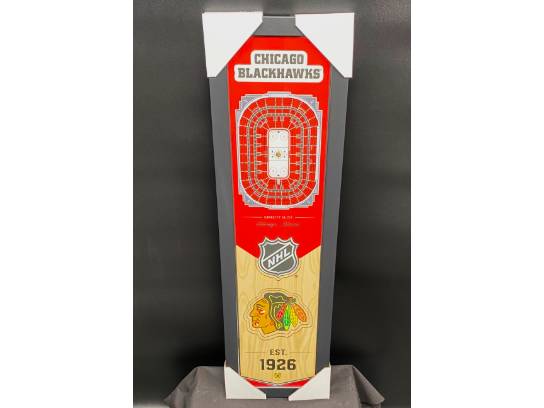 CHICAGO
BLACKHAWKS
NHL
EST.
1926